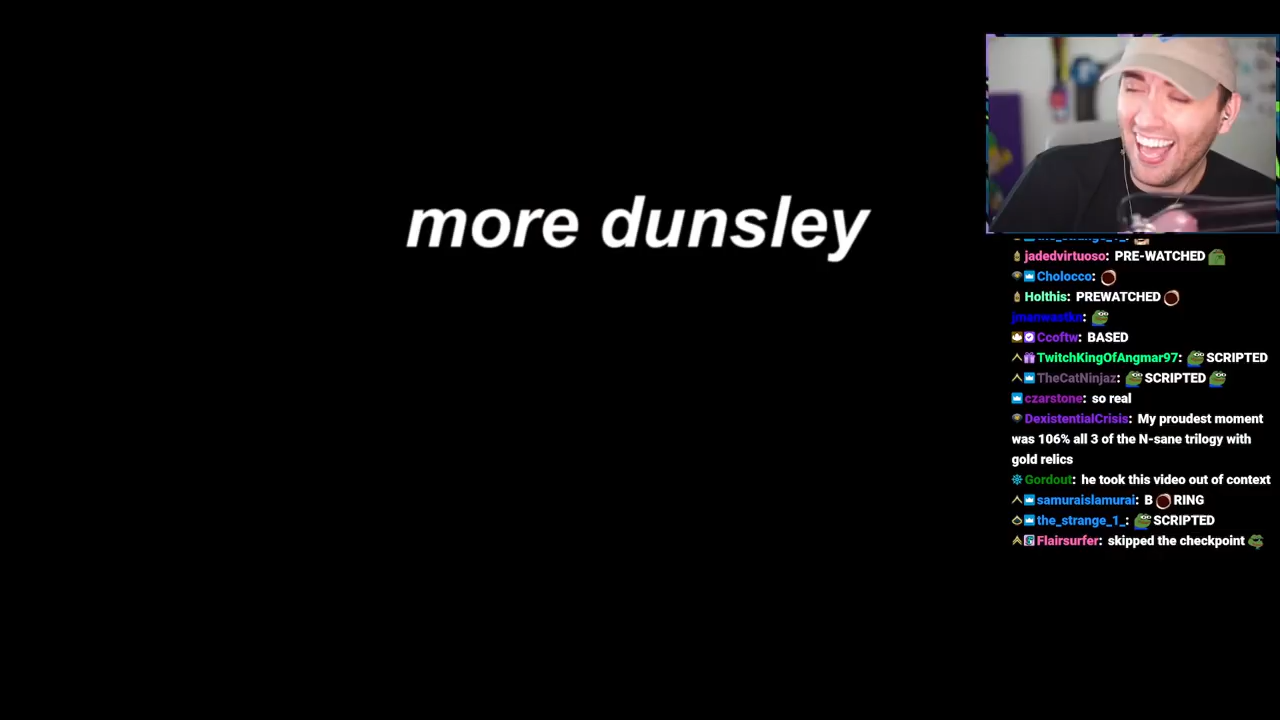 more dunsley
the_strange_1_:
jadedvirtuoso: PRE-WATCHED
Cholocco:
Holthis: PREWATCHED
jmanwastkn:
Ccoftw: BASED
TwitchKingOfAngmar97: SCRIPTED
TheCatNinjaz: SCRIPTED
czarstone: so real
DexistentialCrisis: My proudest moment
was 106% all 3 of the N-sane trilogy with
gold relics
Gordout: he took this video out of context
samuraislamurai: B RING
the_strange_1_: SCRIPTED
Flairsurfer: skipped the checkpoint